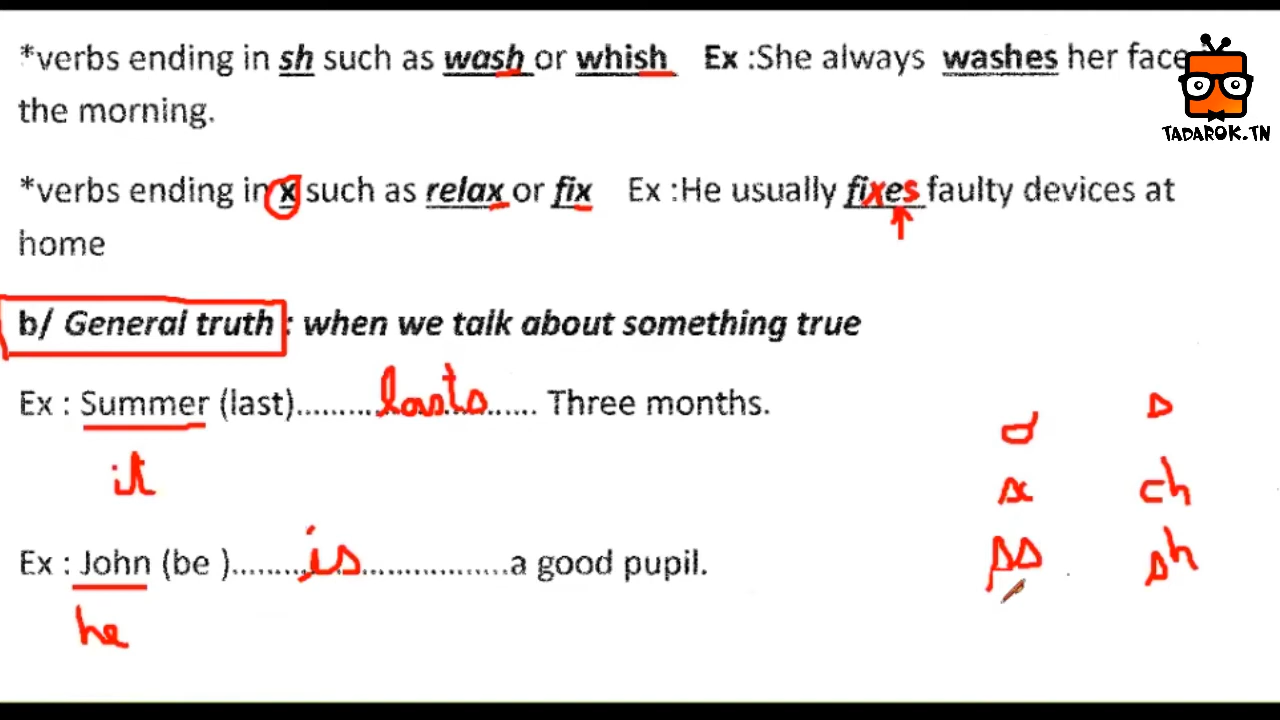 *verbs ending in sh such as wash or whish Ex :She always washes her face
the morning.
TADAROK.TN
*verbs ending in x such as relax or fix Ex :He usually fixes faulty devices at
home
b/ General truth : when we talk about something true
Ex : Summer (last)........lasts........ Three months.
it
Ex : John (be )........is................a good pupil.
he
o s
x ch
ss sh